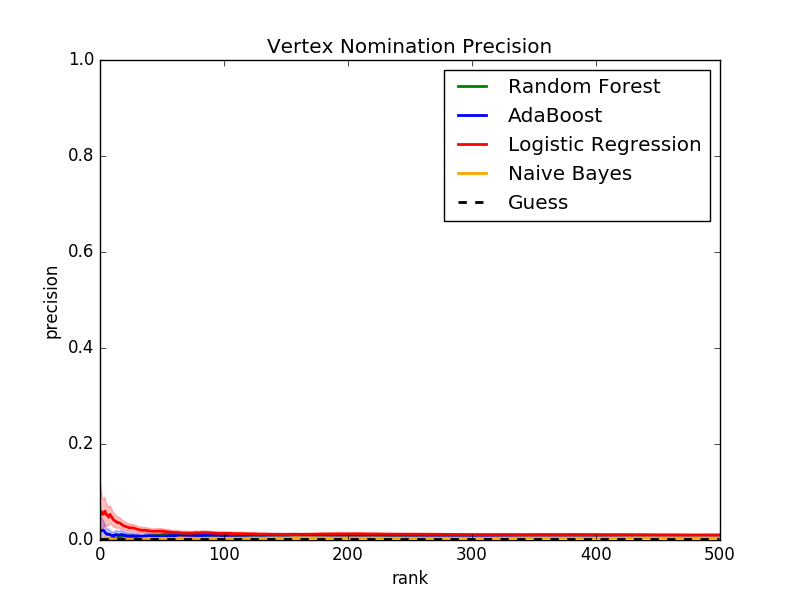 Vertex Nomination Precision
1.0
0.8
0.6
0.4
0.2
0.0
precision
Random Forest
AdaBoost
Logistic Regression
Naive Bayes
Guess
0 100 200 300 400 500
rank